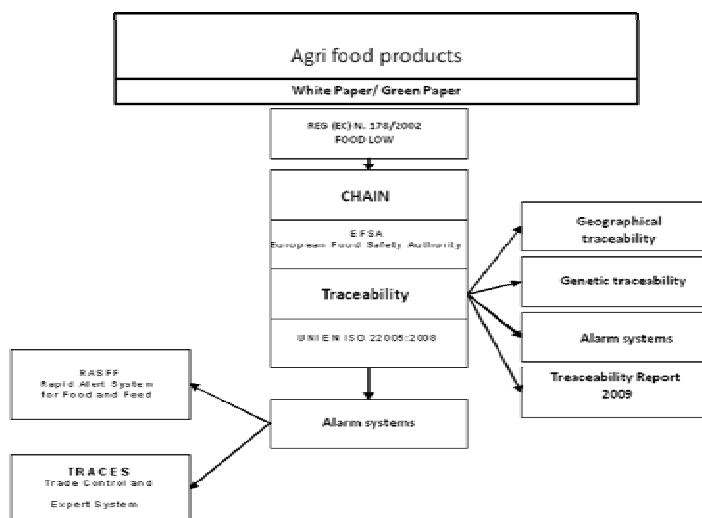 Agri food products
White Paper/ Green Paper
REG (EC) N. 178/2002
FOOD LOW
CHAIN
EFSA
European Food Safety Authority
Traceability
UNI EN ISO 22005:2008
Geographical
traceability
Genetic traceability
Alarm systems
Treaceability Report
2009
RASFF
Rapid Alert System
for Food and Feed
Alarm systems
TRACES
Trade Control and
Expert System